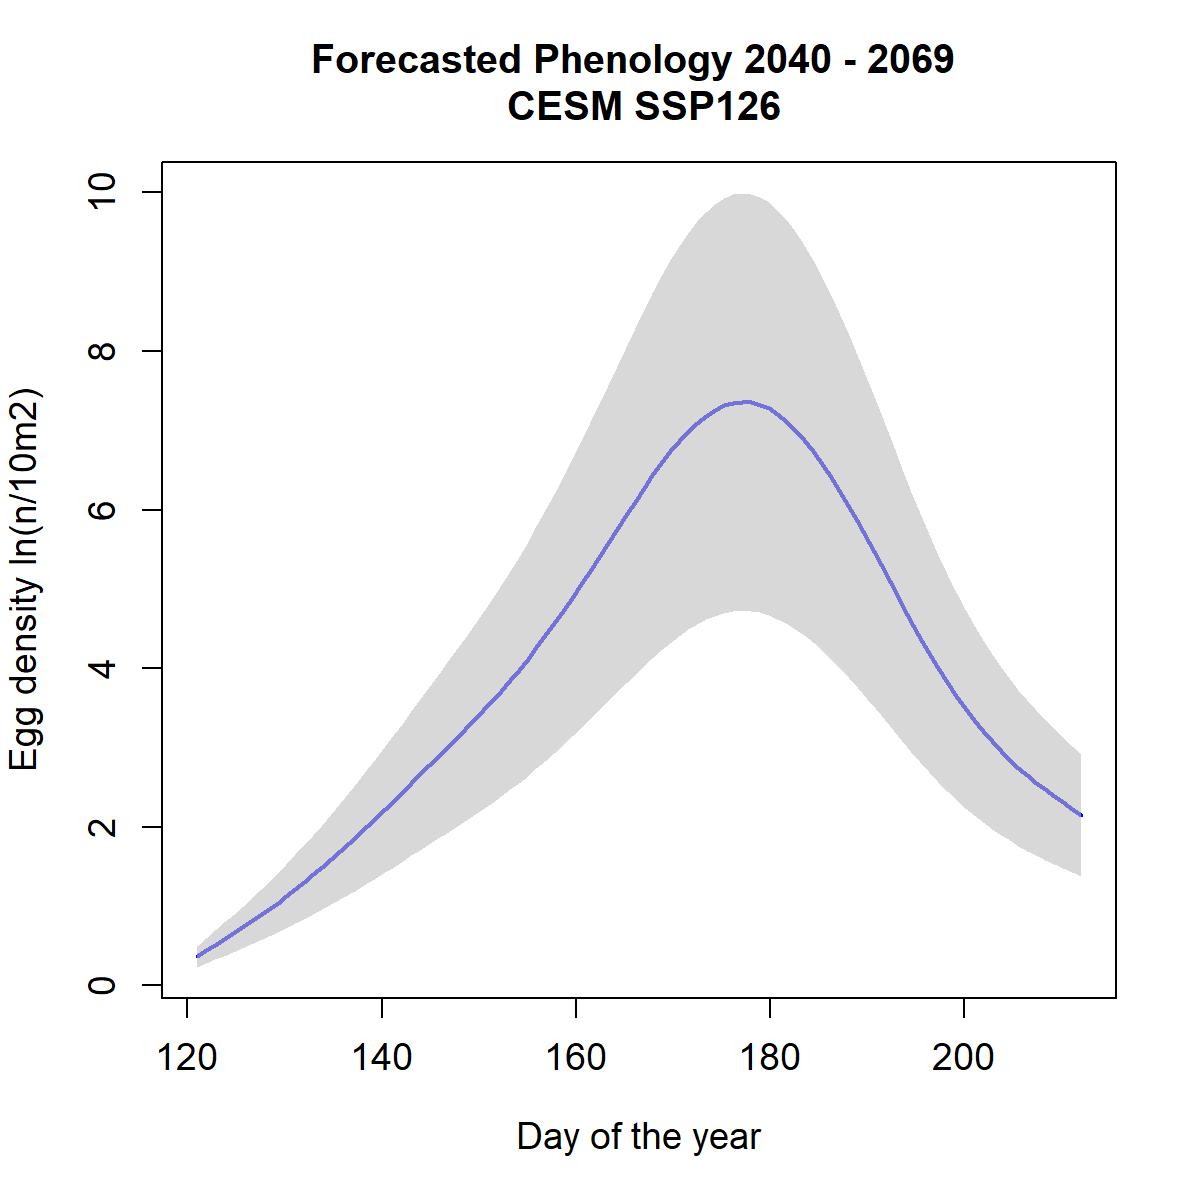 Forecasted Phenology 2040 - 2069
CESM SSP126
Egg density ln(n/10m2)
10
8
6
4
2
0
120 140 160 180 200
Day of the year